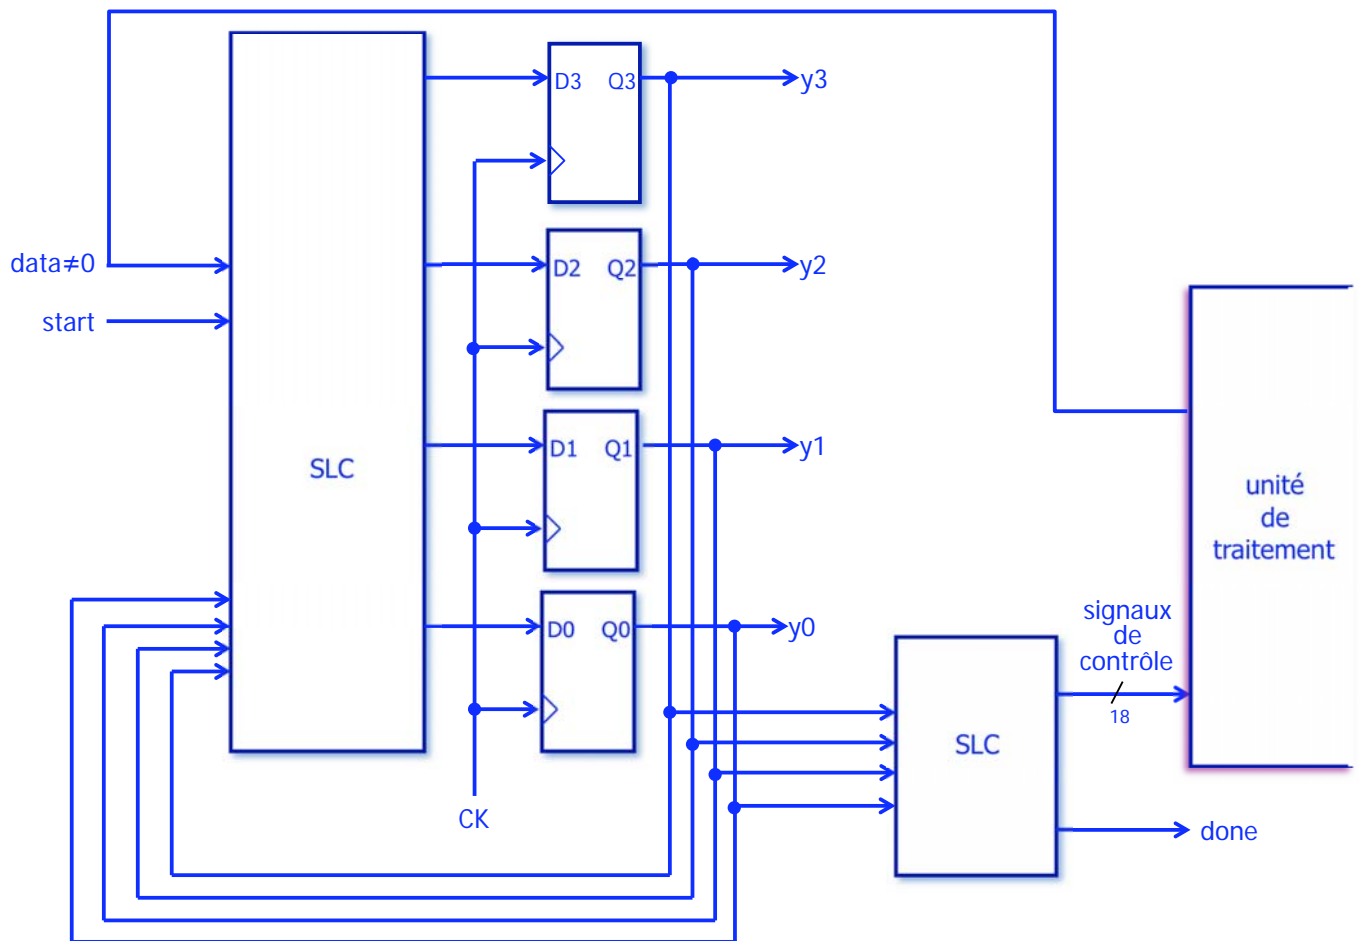 D3 Q3
y3
data≠0
D2 Q2
y2
start
D1 Q1
y1
SLC
unité
de
traitement
D0 Q0
y0
signaux
de
contrôle
18
SLC
CK
done